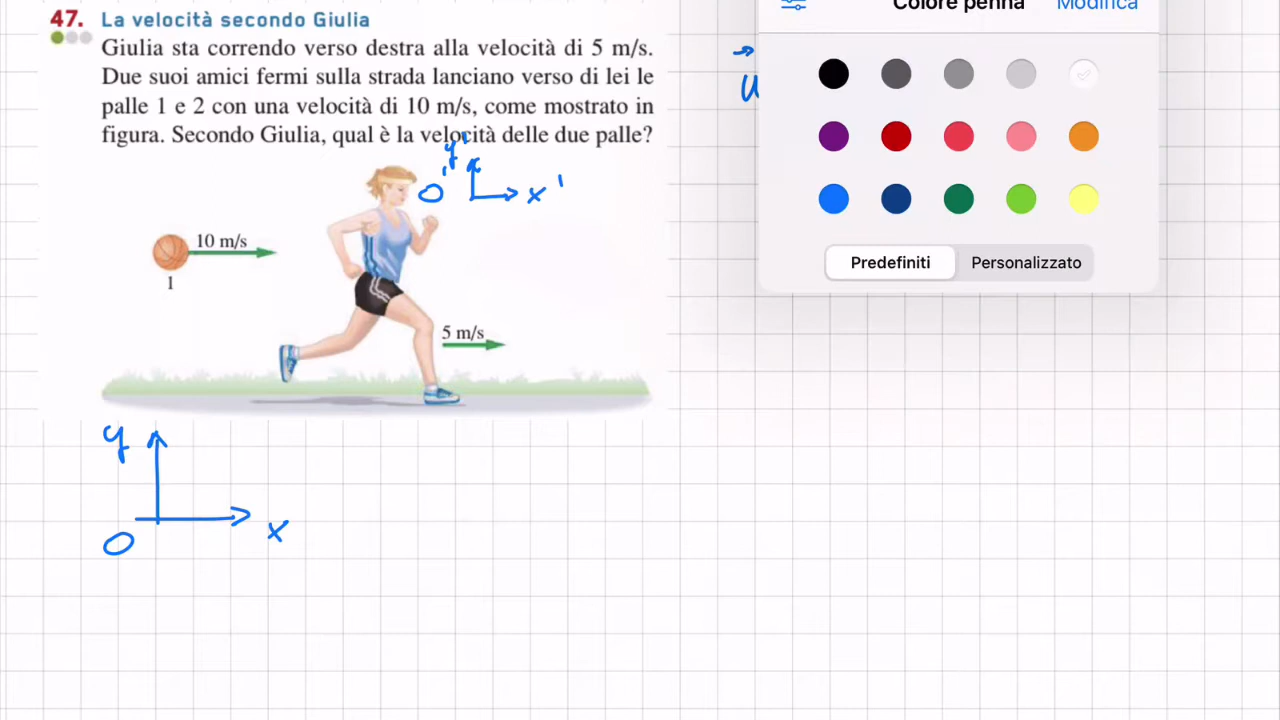 47. La velocità secondo Giulia
Giulia sta correndo verso destra alla velocità di 5 m/s.
Due suoi amici fermi sulla strada lanciano verso di lei le
palle 1 e 2 con una velocità di 10 m/s, come mostrato in
figura. Secondo Giulia, qual è la velocità delle due palle?
y'
O' x'
10 m/s
1
5 m/s
y
O x
u
Colore penna Modifica
Predefiniti Personalizzato